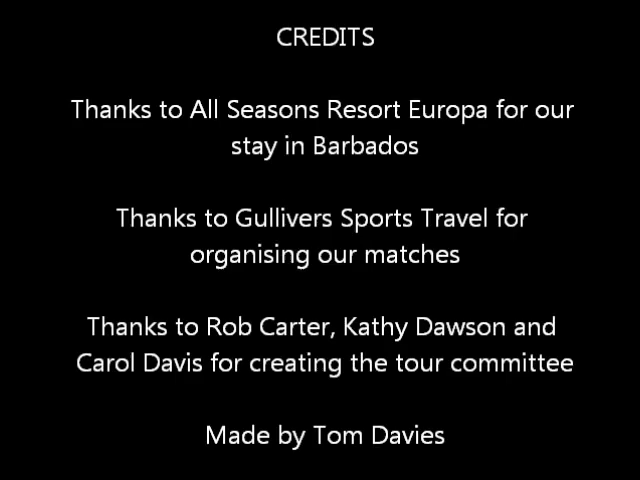 CREDITS
Thanks to All Seasons Resort Europa for our
stay in Barbados
Thanks to Gullivers Sports Travel for
organising our matches
Thanks to Rob Carter, Kathy Dawson and
Carol Davis for creating the tour committee
Made by Tom Davies